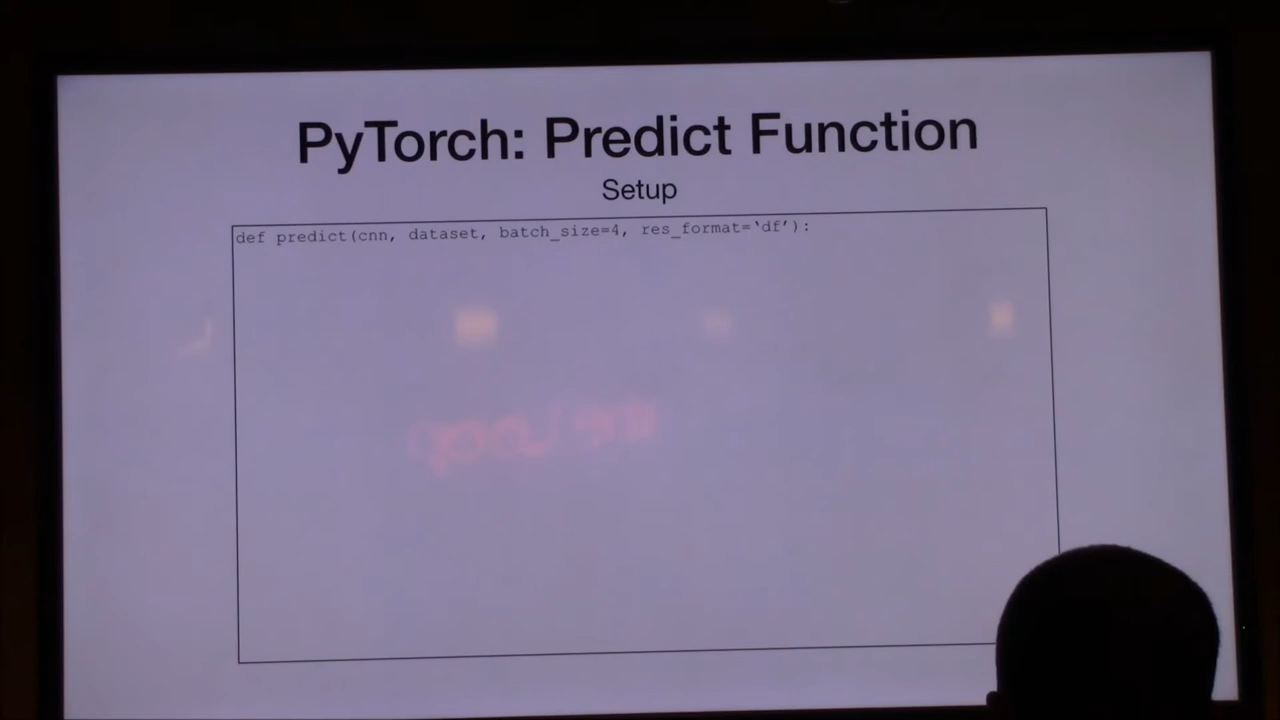 PyTorch: Predict Function
Setup
def predict(cnn, dataset, batch_size=4, res_format=‘df’):